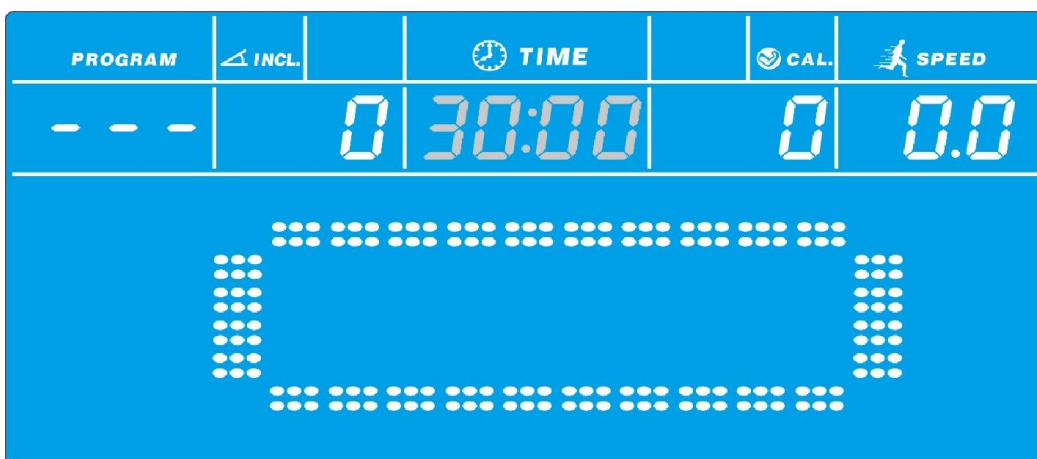 PROGRAM INCL. TIME CAL. SPEED
--- 0 30:00 0 0.0